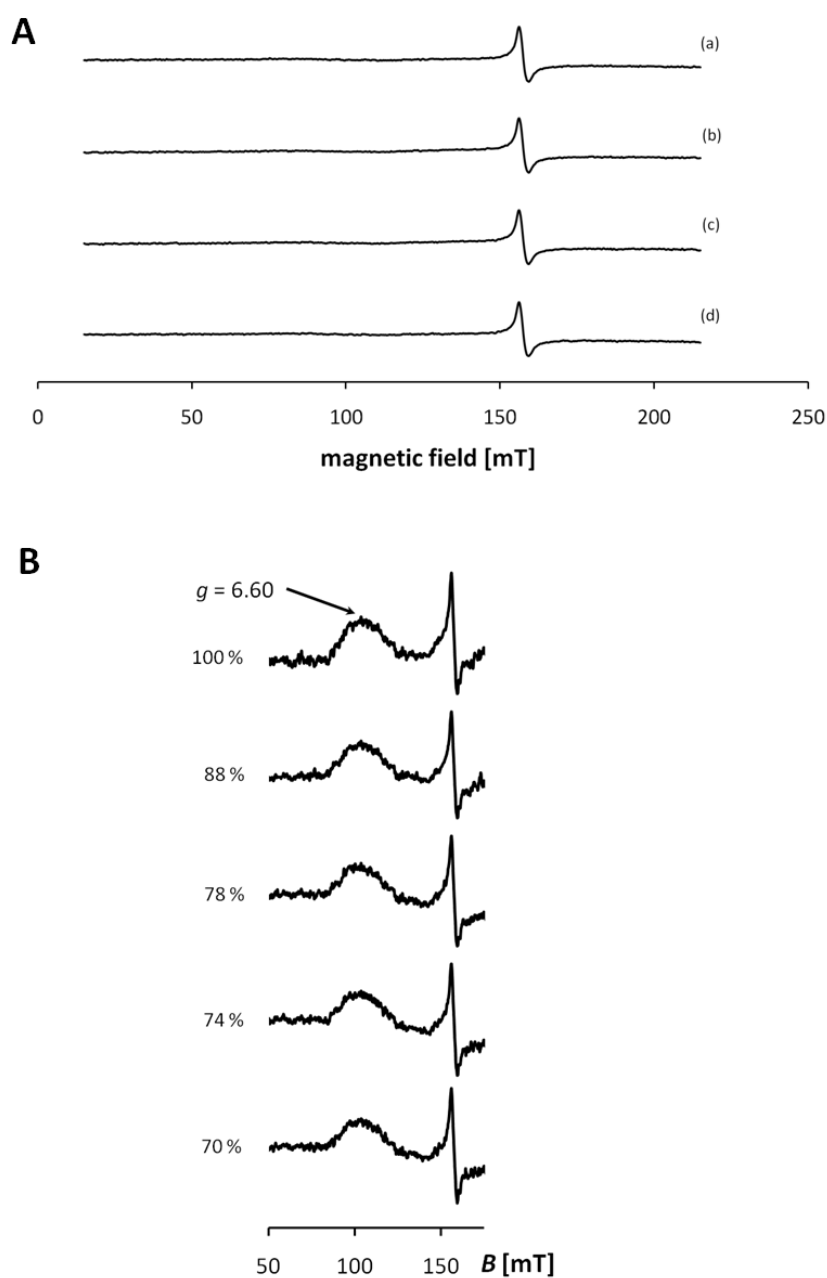 A
(a)
(b)
(c)
(d)
0 50 100 150 200 250
magnetic field [mT]
B
g = 6.60
100 %
88 %
78 %
74 %
70 %
50 100 150 B [mT]